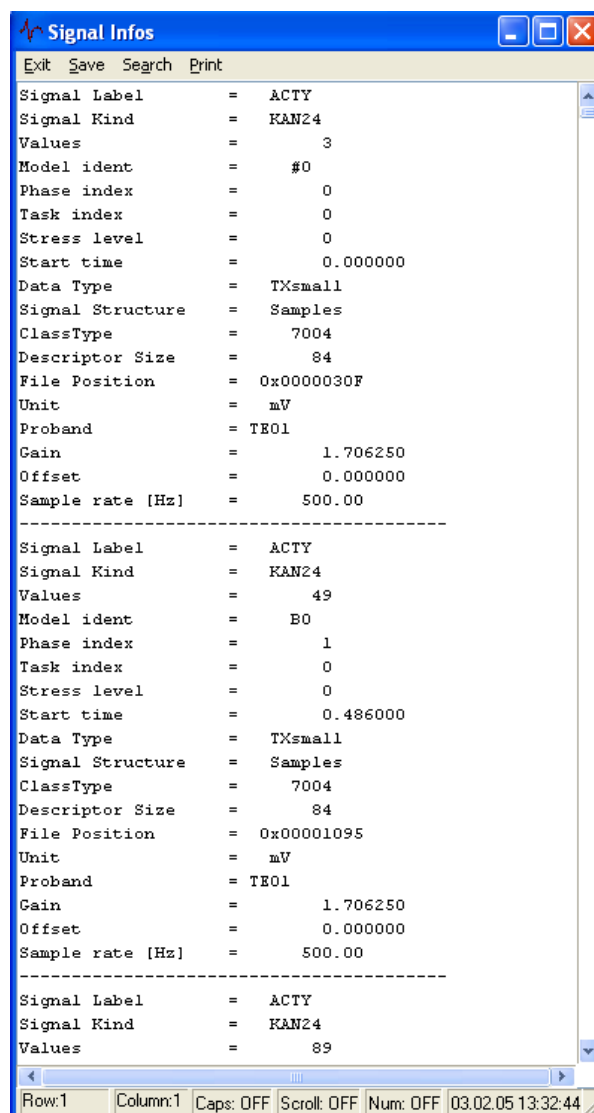 Signal Infos
Exit Save Search Print
Signal Label = ACTY
Signal Kind = KAN24
Values = 3
Model ident = #0
Phase index = 0
Task index = 0
Stress level = 0
Start time = 0.000000
Data Type = TXsmall
Signal Structure = Samples
ClassType = 7004
Descriptor Size = 84
File Position = 0x0000030F
Unit = mV
Proband = TE01
Gain = 1.706250
Offset = 0.000000
Sample rate [Hz] = 500.00
-----------------------------------------
Signal Label = ACTY
Signal Kind = KAN24
Values = 49
Model ident = B0
Phase index = 1
Task index = 0
Stress level = 0
Start time = 0.486000
Data Type = TXsmall
Signal Structure = Samples
ClassType = 7004
Descriptor Size = 84
File Position = 0x00001095
Unit = mV
Proband = TE01
Gain = 1.706250
Offset = 0.000000
Sample rate [Hz] = 500.00
-----------------------------------------
Signal Label = ACTY
Signal Kind = KAN24
Values = 89
Row:1 Column:1 Caps: OFF Scroll: OFF Num: OFF 03.02.05 13:32:44